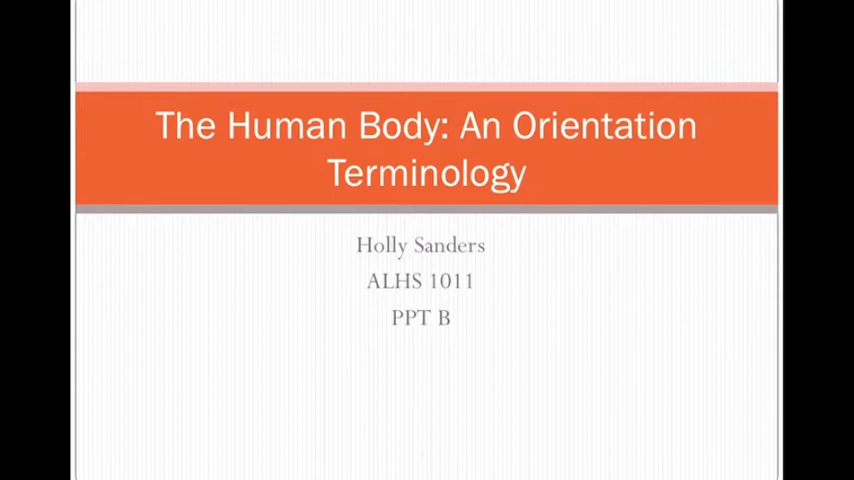 The Human Body: An Orientation
Terminology
Holly Sanders
ALHS 1011
PPT B